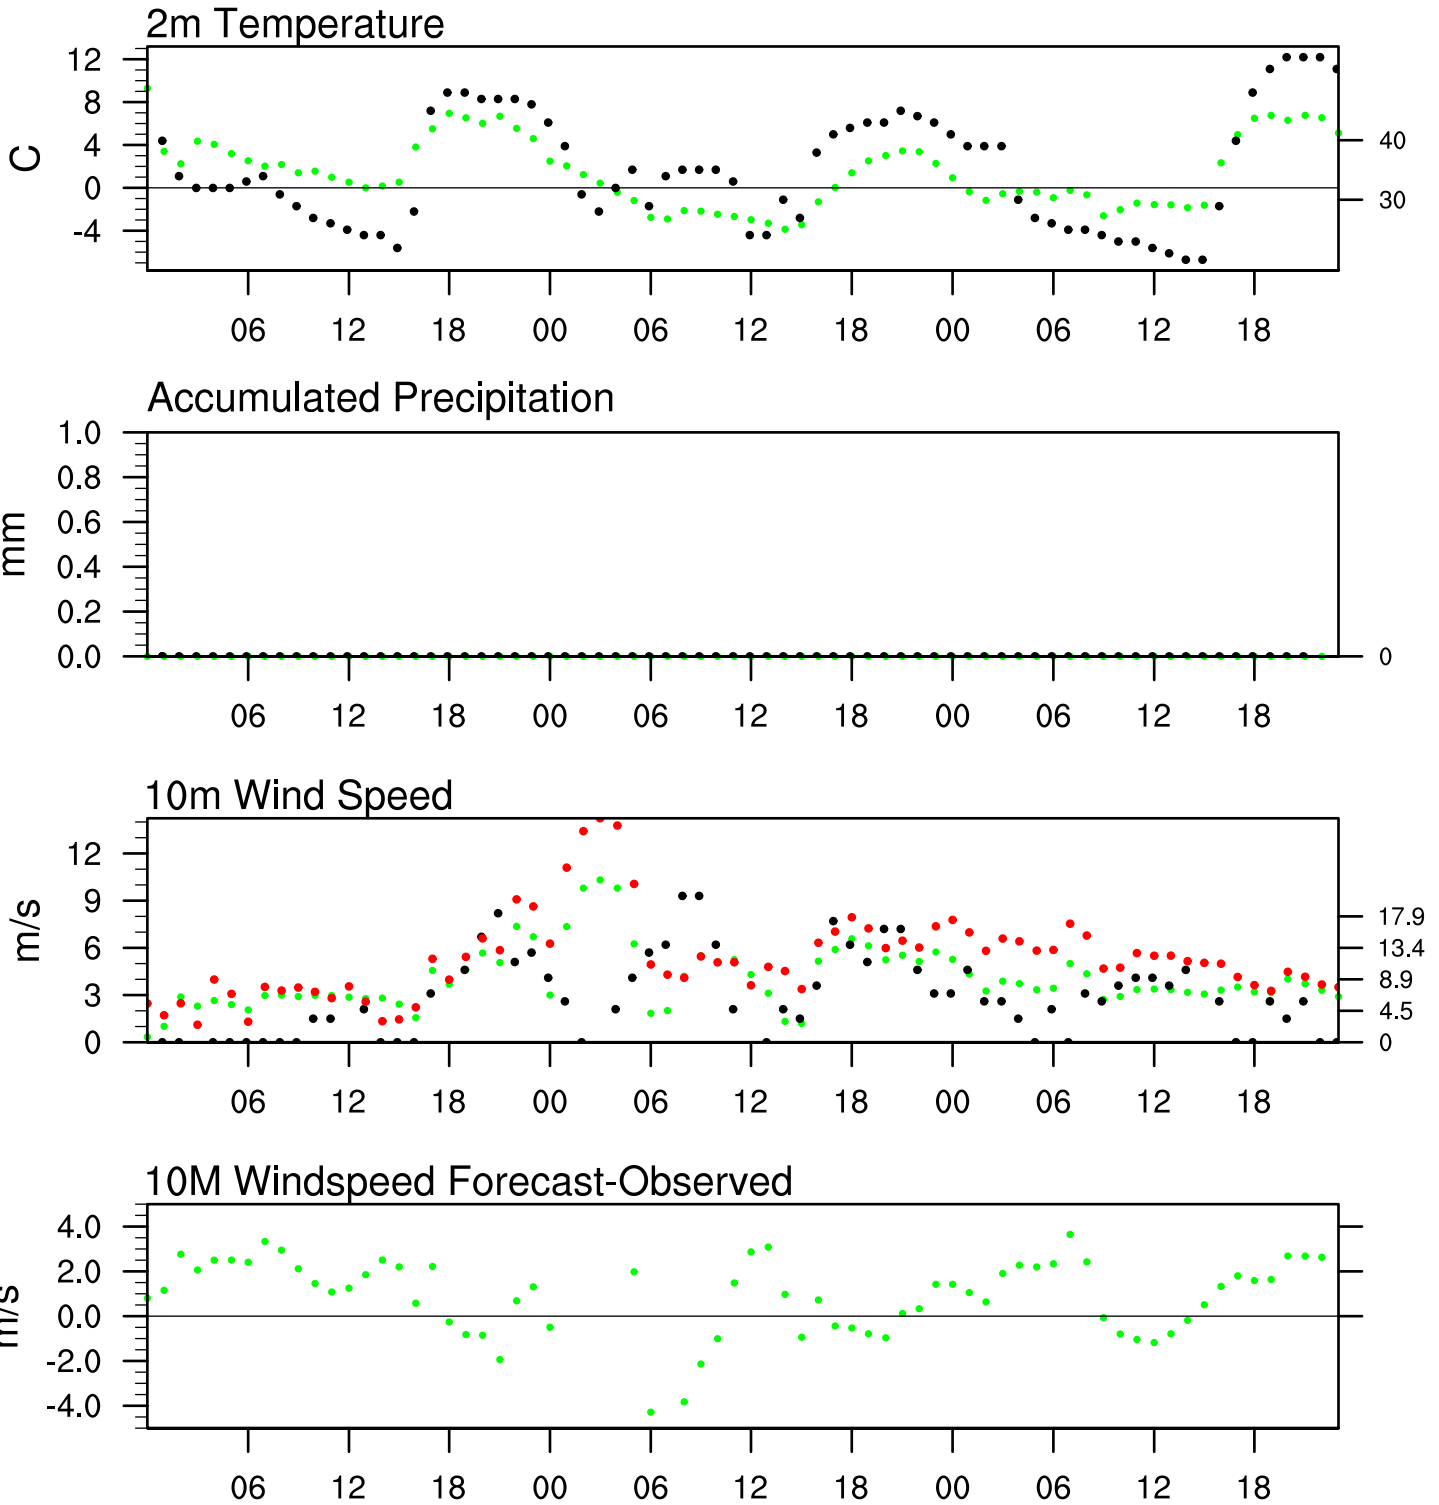 2m Temperature
12
8
4
0
-4
C
40
30
06 12 18 00 06 12 18 00 06 12 18
Accumulated Precipitation
1.0
0.8
0.6
0.4
0.2
0.0
mm
0
06 12 18 00 06 12 18 00 06 12 18
10m Wind Speed
12
9
6
3
0
m/s
17.9
13.4
8.9
4.5
0
06 12 18 00 06 12 18 00 06 12 18
10M Windspeed Forecast-Observed
4.0
2.0
0.0
-2.0
-4.0
m/s
06 12 18 00 06 12 18 00 06 12 18